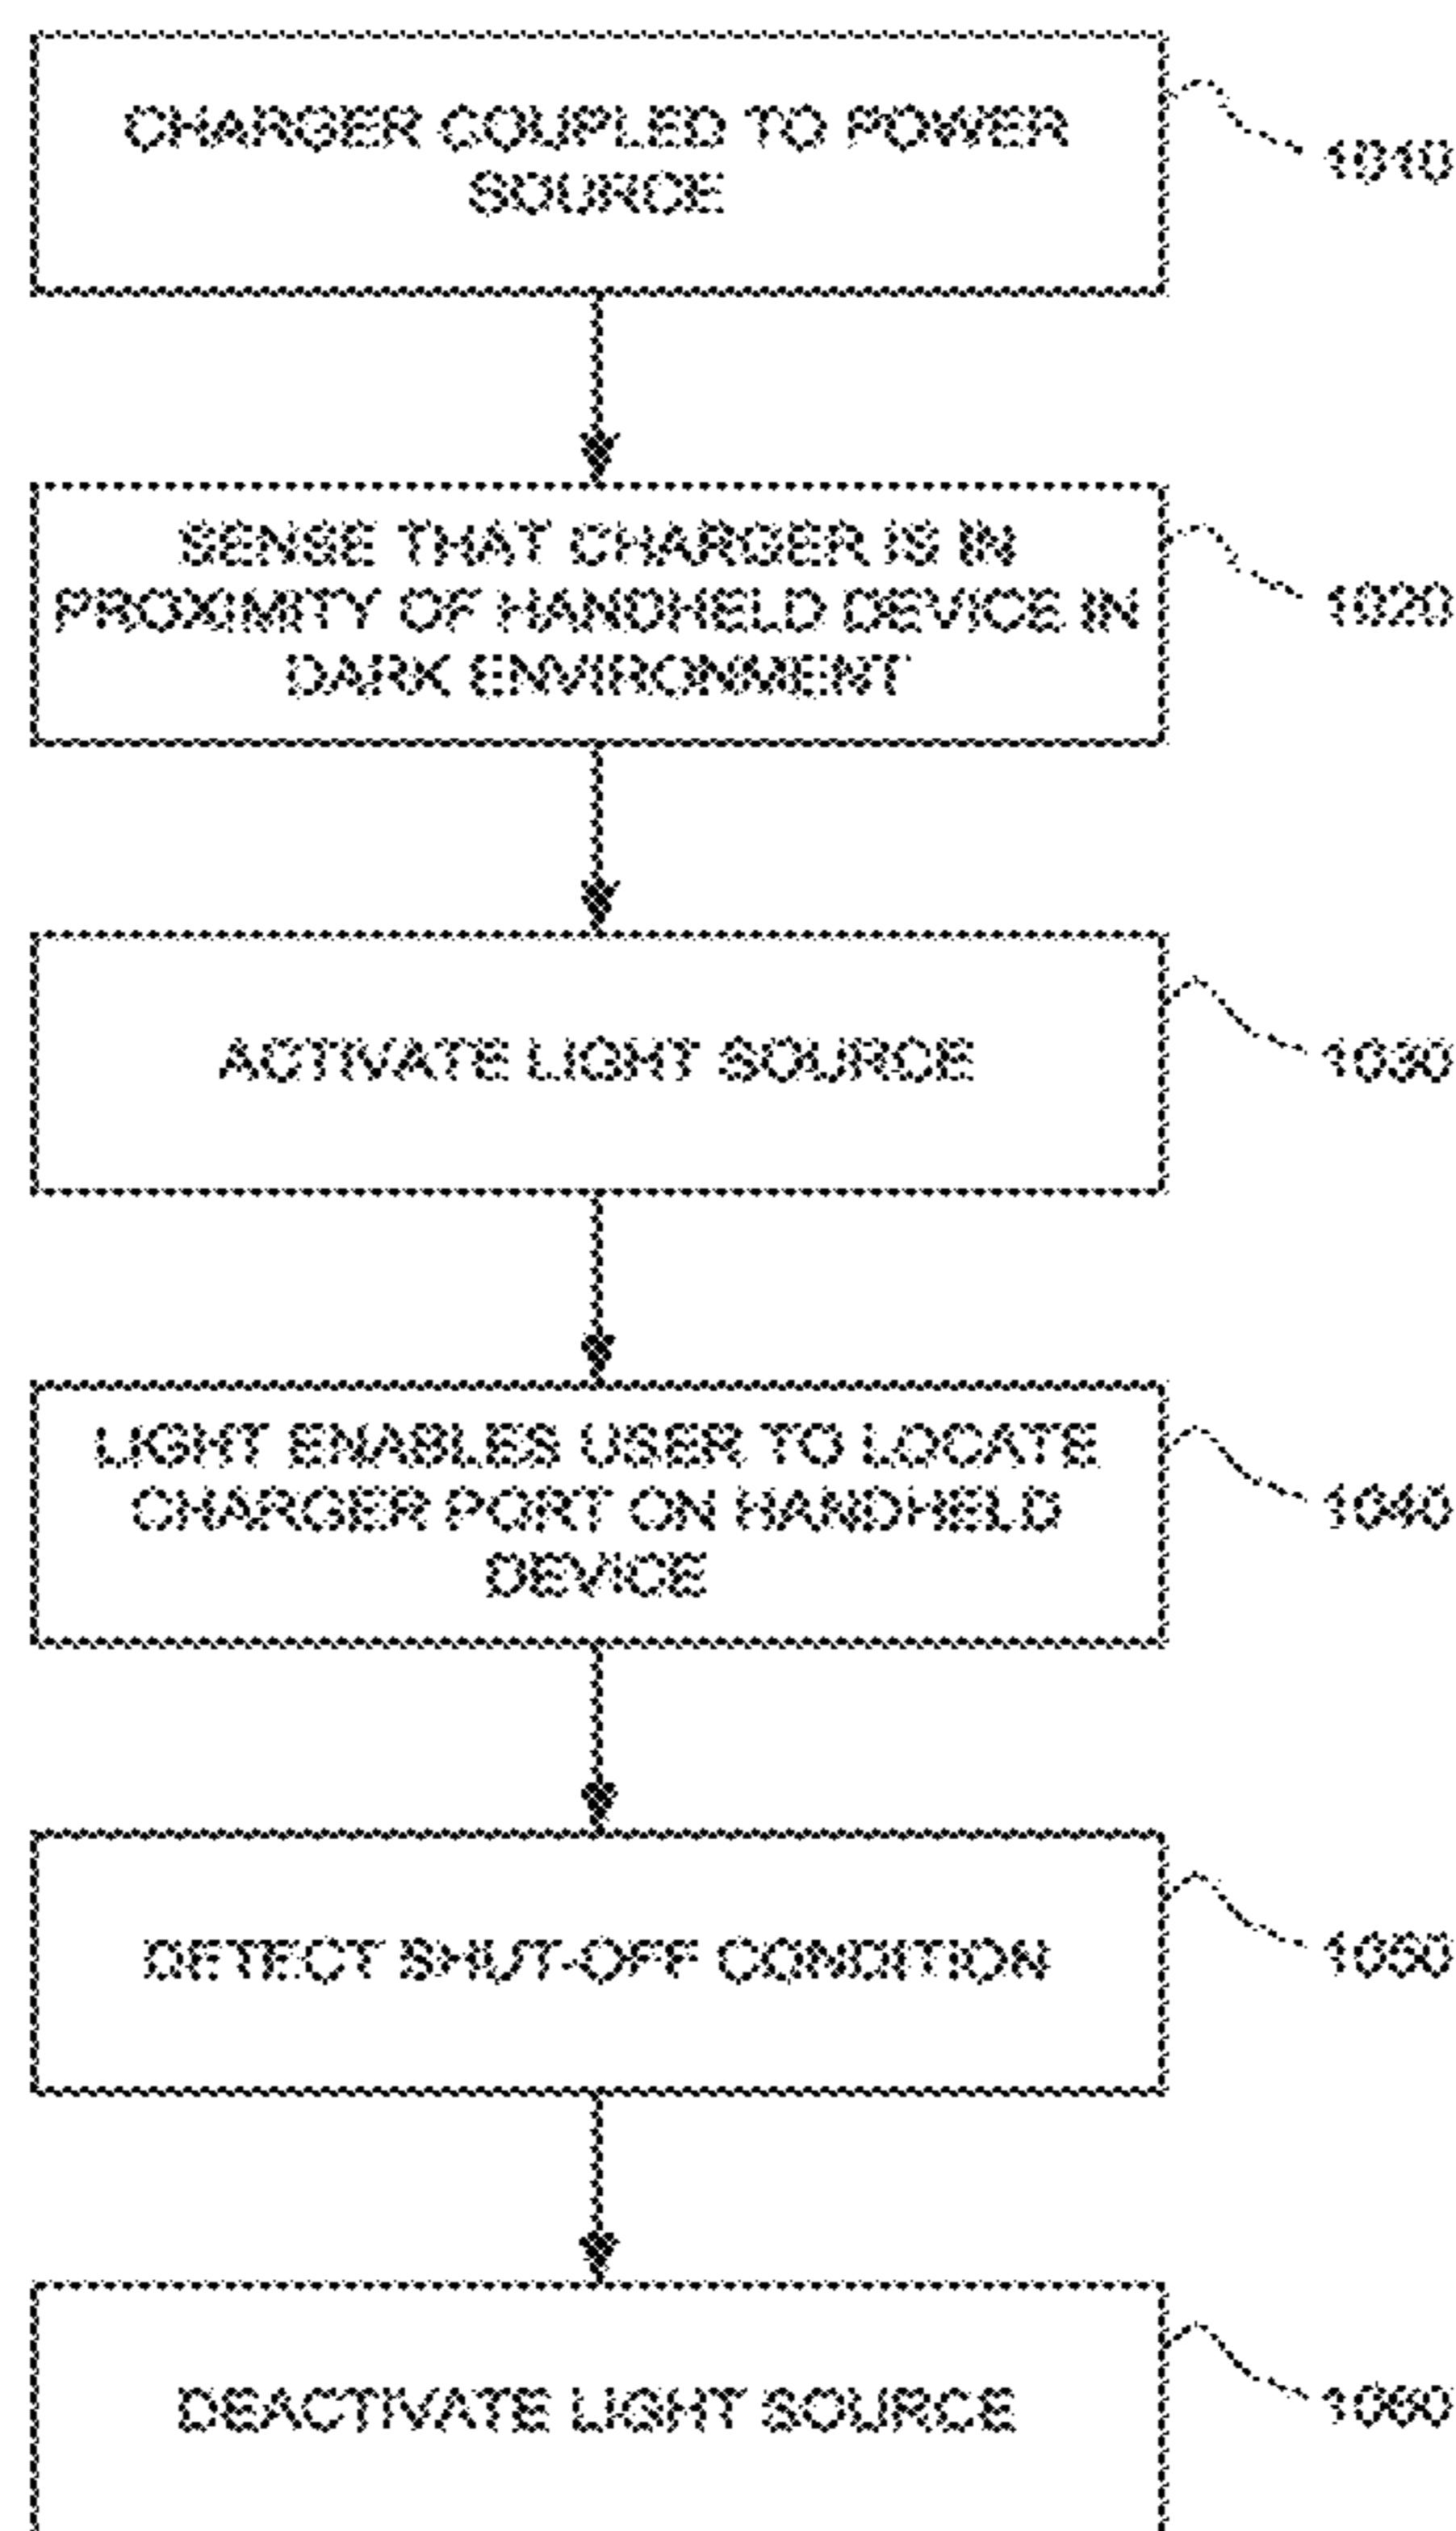 CHARGER COUPLED TO POWER
SOURCE
1010
SENSE THAT CHARGER IS IN
PROXIMITY OF HANDHELD DEVICE IN
DARK ENVIRONMENT
1020
ACTIVATE LIGHT SOURCE
1030
LIGHT ENABLES USER TO LOCATE
CHARGER PORT ON HANDHELD
DEVICE
1040
DETECT SHUT-OFF CONDITION
1050
DEACTIVATE LIGHT SOURCE
1060